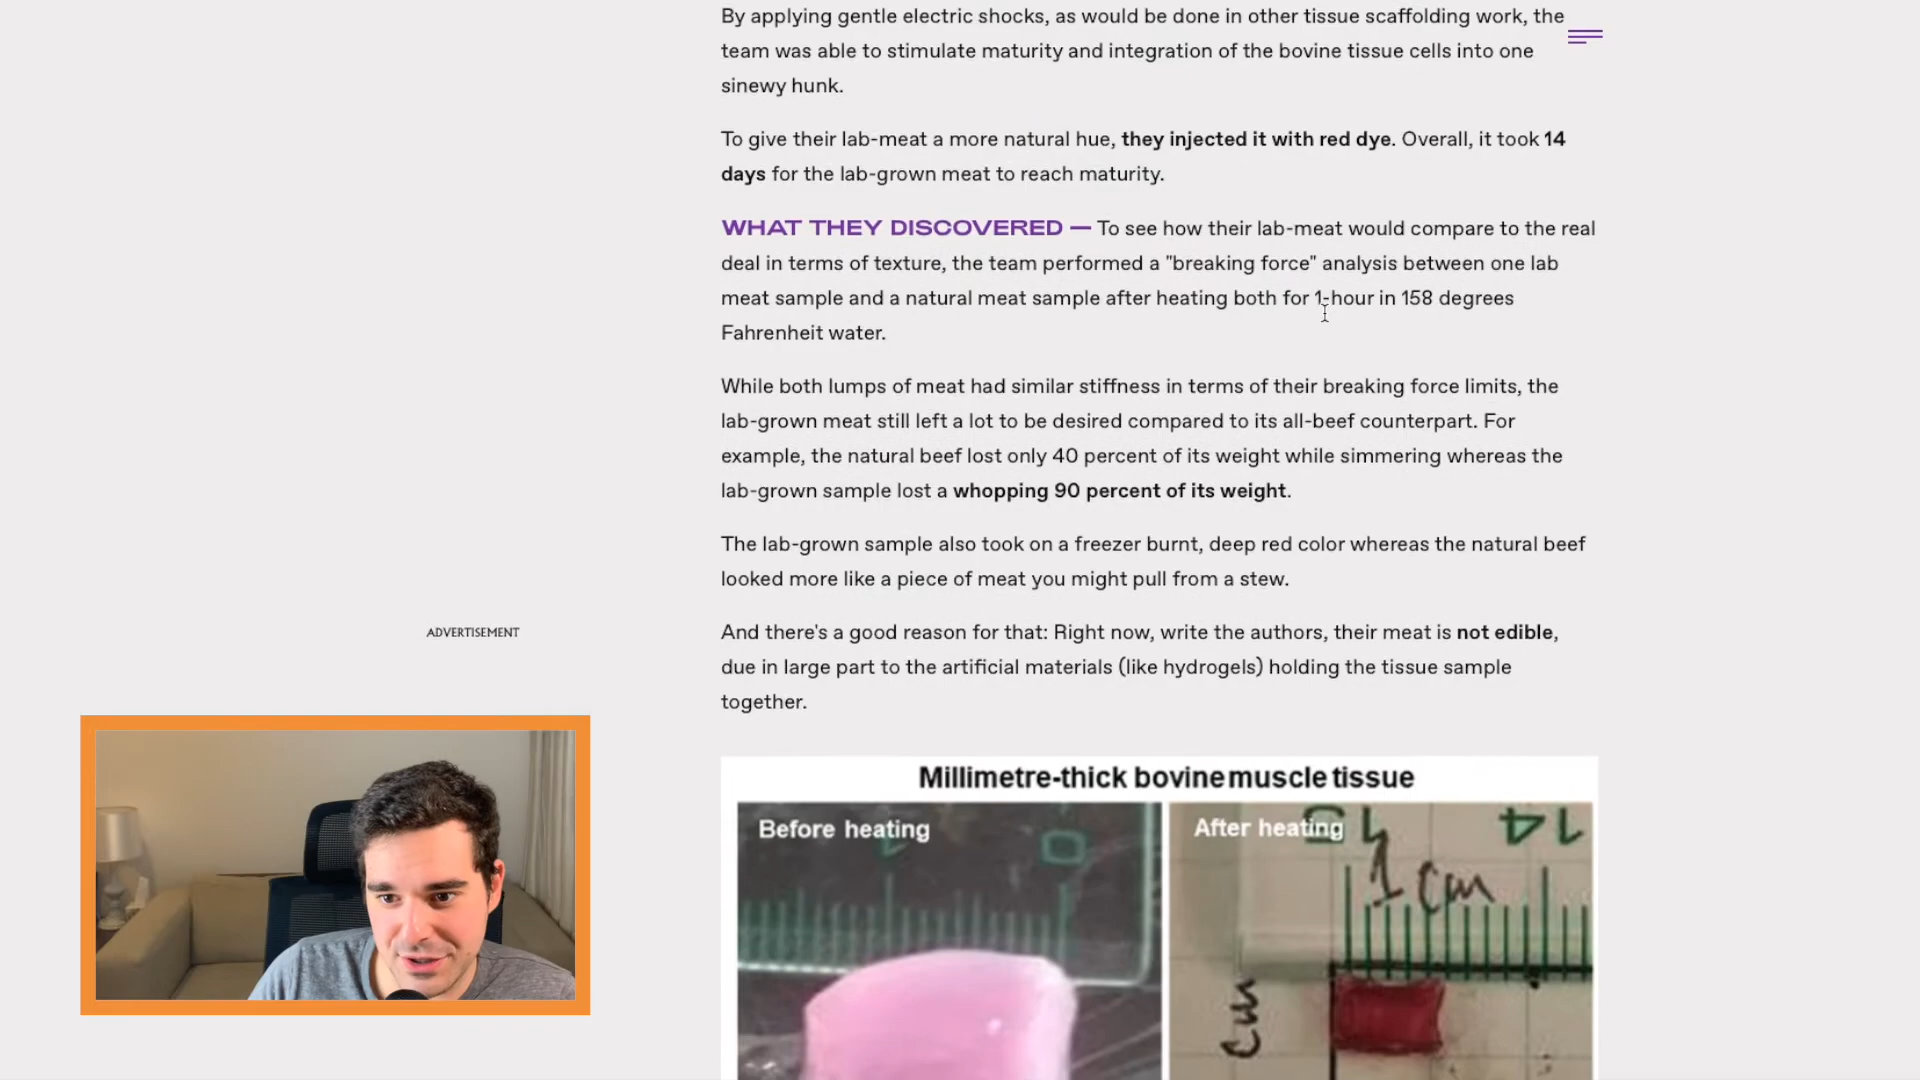 By applying gentle electric shocks, as would be done in other tissue scaffolding work, the
team was able to stimulate maturity and integration of the bovine tissue cells into one
sinewy hunk.
To give their lab-meat a more natural hue, they injected it with red dye. Overall, it took 14
days for the lab-grown meat to reach maturity.
WHAT THEY DISCOVERED — To see how their lab-meat would compare to the real
deal in terms of texture, the team performed a "breaking force" analysis between one lab
meat sample and a natural meat sample after heating both for 1-hour in 158 degrees
Fahrenheit water.
While both lumps of meat had similar stiffness in terms of their breaking force limits, the
lab-grown meat still left a lot to be desired compared to its all-beef counterpart. For
example, the natural beef lost only 40 percent of its weight while simmering whereas the
lab-grown sample lost a whopping 90 percent of its weight.
The lab-grown sample also took on a freezer burnt, deep red color whereas the natural beef
looked more like a piece of meat you might pull from a stew.
And there's a good reason for that: Right now, write the authors, their meat is not edible,
due in large part to the artificial materials (like hydrogels) holding the tissue sample
together.
ADVERTISEMENT
Millimetre-thick bovine muscle tissue
Before heating
0
After heating
14
1 cm
cm